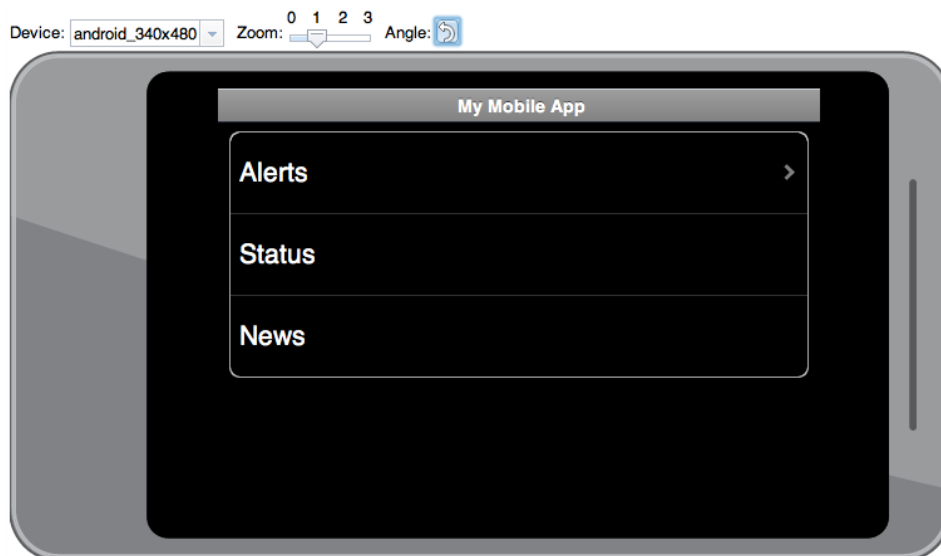 0 1 2 3
Device: android_340x480 Zoom: Angle:
My Mobile App
Alerts
Status
News